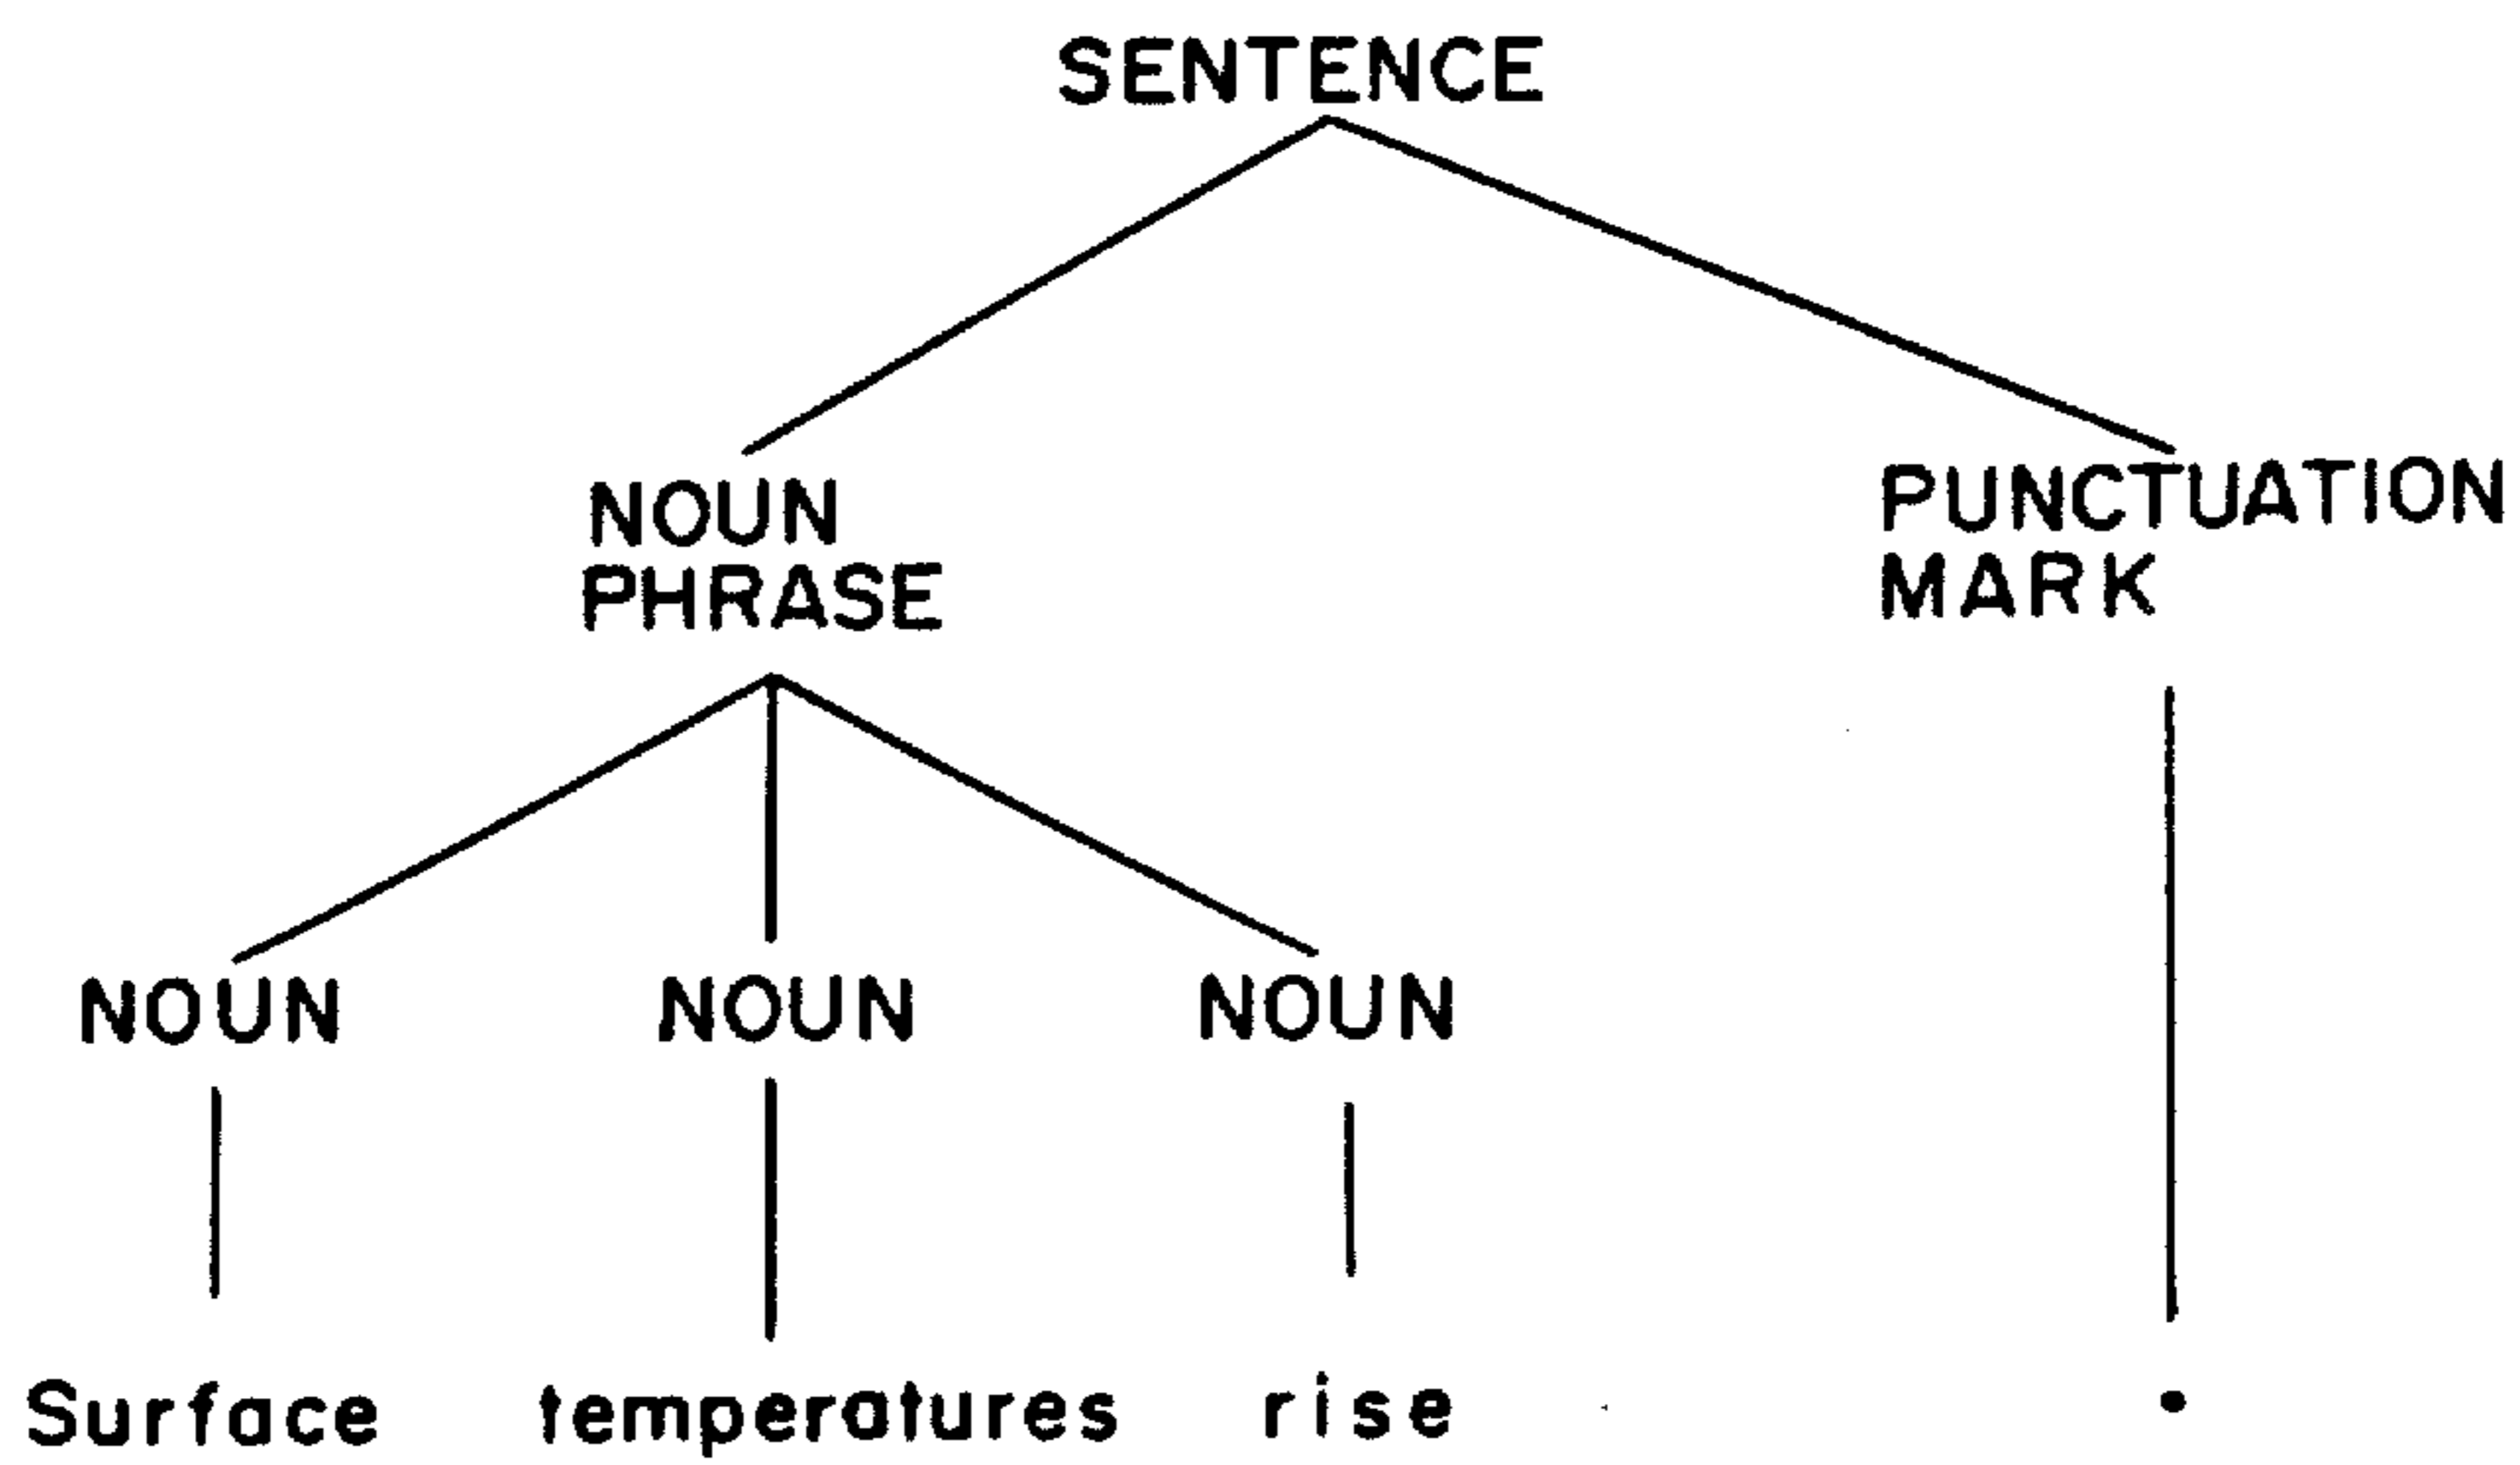 SENTENCE
NOUN
PHRASE
PUNCTUATION
MARK
NOUN NOUN NOUN
Surface temperatures rise .